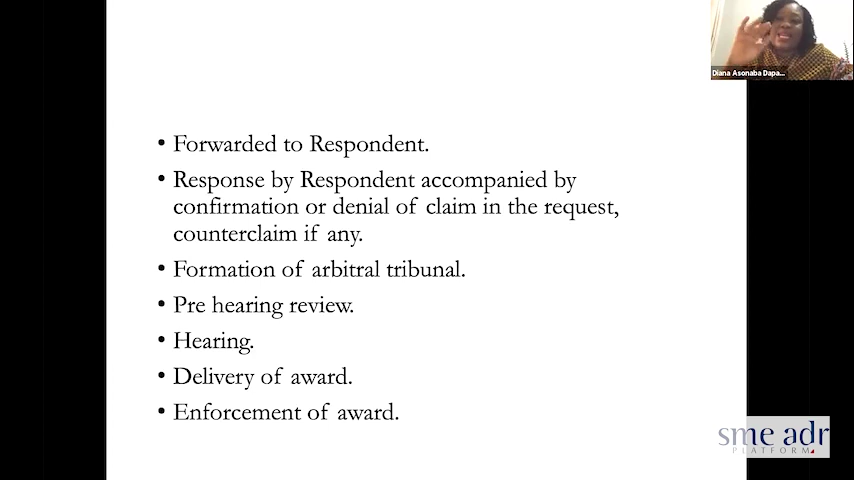 Diana Asonaba Dapa...
• Forwarded to Respondent.
• Response by Respondent accompanied by
confirmation or denial of claim in the request,
counterclaim if any.
• Formation of arbitral tribunal.
• Pre hearing review.
• Hearing.
• Delivery of award.
• Enforcement of award.
sme adr
PLATFORM